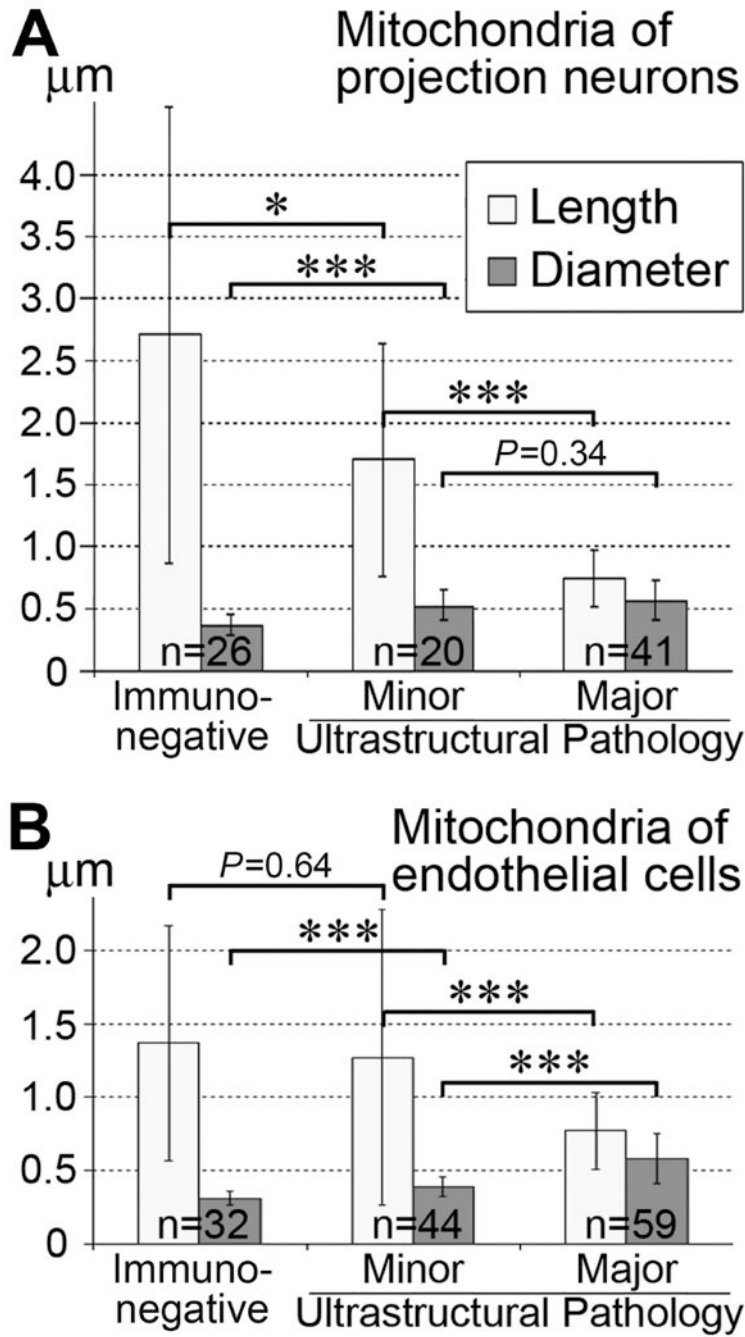 A
Mitochondria of
projection neurons
μm
4.0
3.5
3.0
2.5
2.0
1.5
1.0
0.5
0
Length
Diameter
*
***
***
P=0.34
n=26
n=20
n=41
Immuno-
negative
Minor
Major
Ultrastructural Pathology
B
Mitochondria of
endothelial cells
μm
2.0
1.5
1.0
0.5
0
P=0.64
***
***
***
n=32
n=44
n=59
Immuno-
negative
Minor
Major
Ultrastructural Pathology